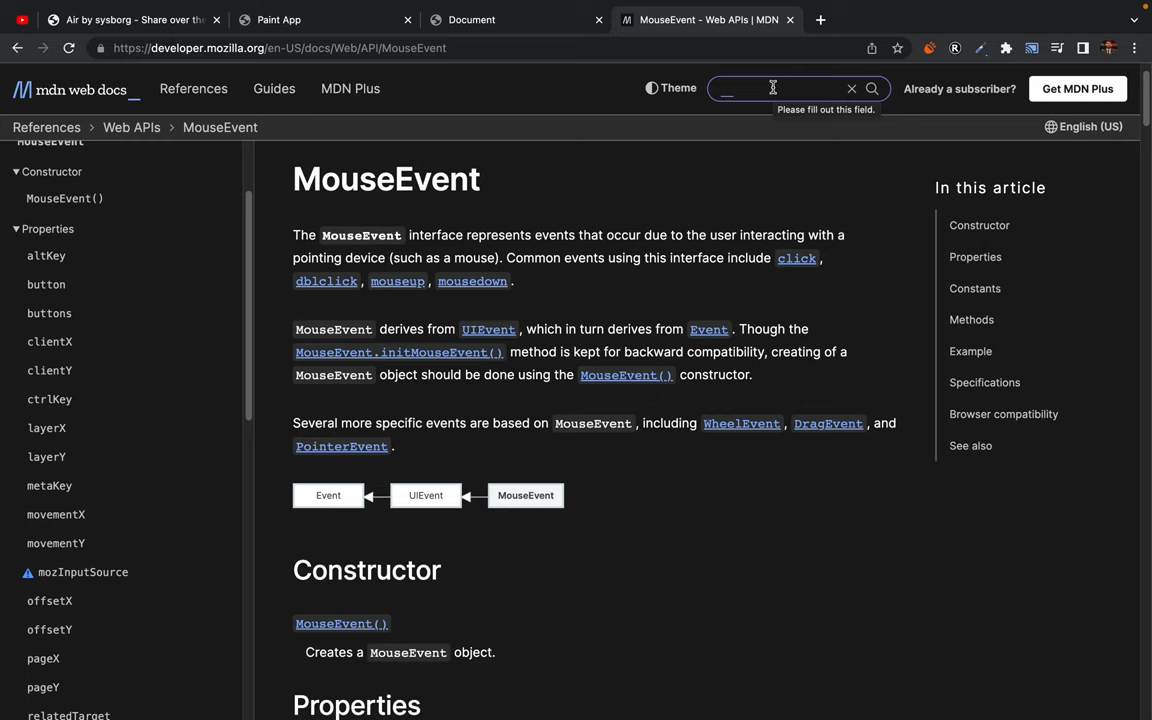 Air by sysborg - Share over the
Paint App
Document
MouseEvent - Web APIs | MDN
https://developer.mozilla.org/en-US/docs/Web/API/MouseEvent
mdn web docs_
References
Guides
MDN Plus
Theme
Already a subscriber?
Get MDN Plus
Please fill out this field.
References > Web APIs > MouseEvent
English (US)
MouseEvent
Constructor
MouseEvent()
Properties
altKey
button
buttons
clientX
clientY
ctrlKey
layerX
layerY
metaKey
movementX
movementY
mozInputSource
offsetX
offsetY
pageX
pageY
relatedTarget
MouseEvent
The MouseEvent interface represents events that occur due to the user interacting with a
pointing device (such as a mouse). Common events using this interface include click,
dblclick, mouseup, mousedown.
MouseEvent derives from UIEvent, which in turn derives from Event. Though the
MouseEvent.initMouseEvent() method is kept for backward compatibility, creating of a
MouseEvent object should be done using the MouseEvent() constructor.
Several more specific events are based on MouseEvent, including WheelEvent, DragEvent, and
PointerEvent.
Event
UIEvent
MouseEvent
Constructor
MouseEvent()
Creates a MouseEvent object.
Properties
In this article
Constructor
Properties
Constants
Methods
Example
Specifications
Browser compatibility
See also